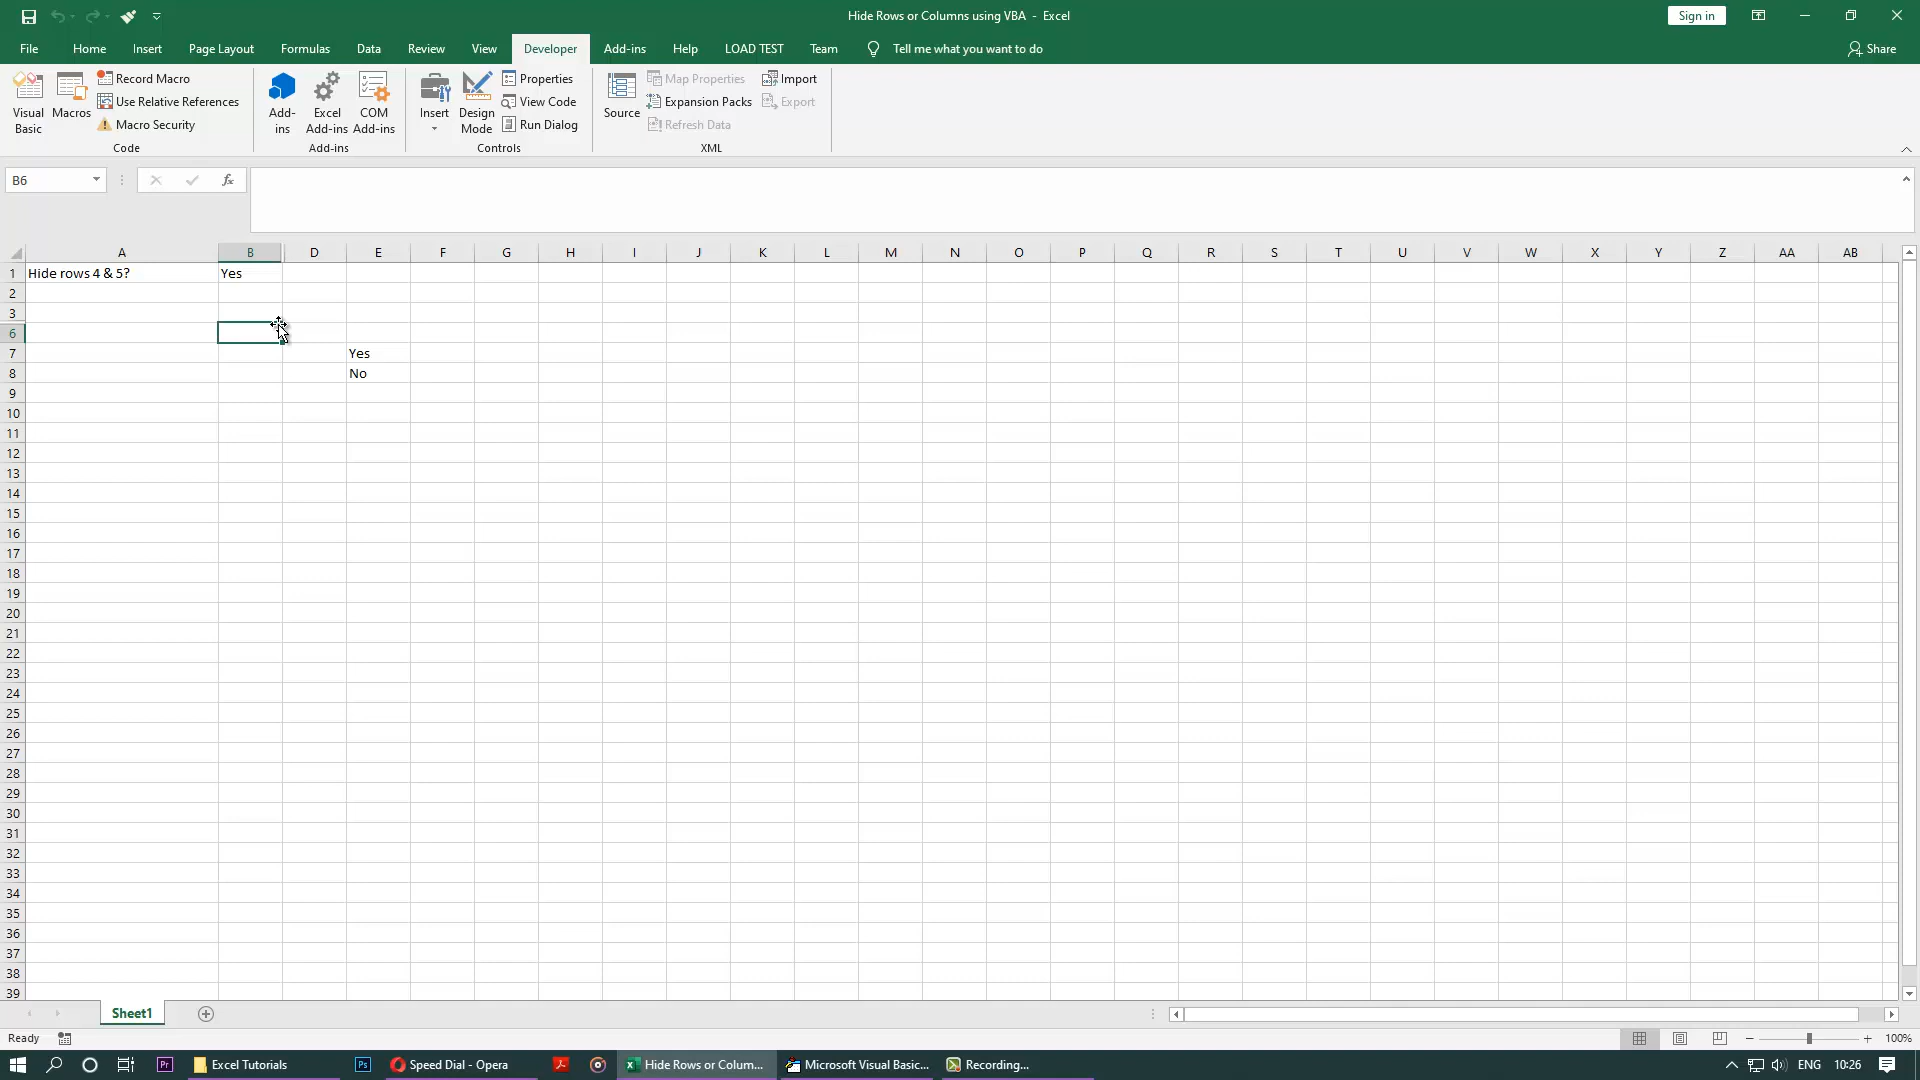 Hide Rows or Columns using VBA - Excel
Sign in
File Home Insert Page Layout Formulas Data Review View Developer Add-ins Help LOAD TEST Team Tell me what you want to do Share
Visual Basic
Macros
Record Macro
Use Relative References
Macro Security
Code
Add-ins
Excel Add-ins
COM Add-ins
Add-ins
Insert
Design Mode
Properties
View Code
Run Dialog
Controls
Source
Map Properties
Expansion Packs
Refresh Data
Import
Export
XML
B6
fx
A B D E F G H I J K L M N O P Q R S T U V W X Y Z AA AB
1 Hide rows 4 & 5? Yes
2
3
6
7 Yes
8 No
9
10
11
12
13
14
15
16
17
18
19
20
21
22
23
24
25
26
27
28
29
30
31
32
33
34
35
36
37
38
39
Sheet1
Ready
100%
Pr Excel Tutorials Ps Speed Dial - Opera Hide Rows or Colum... Microsoft Visual Basic... Recording... ENG 10:26